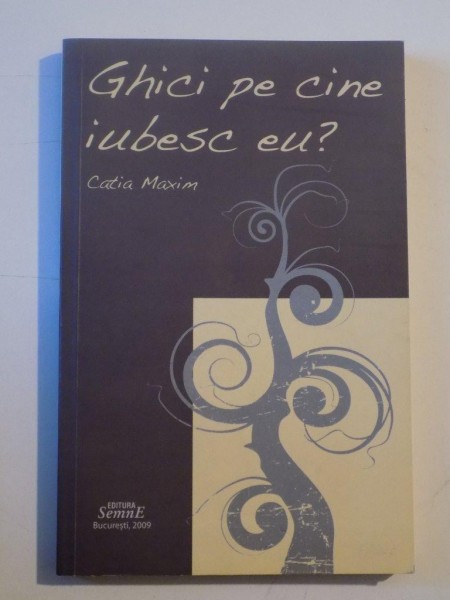 Ghici pe cine
iubesc eu?
Catia Maxim
EDITURA
SemnE
București, 2009